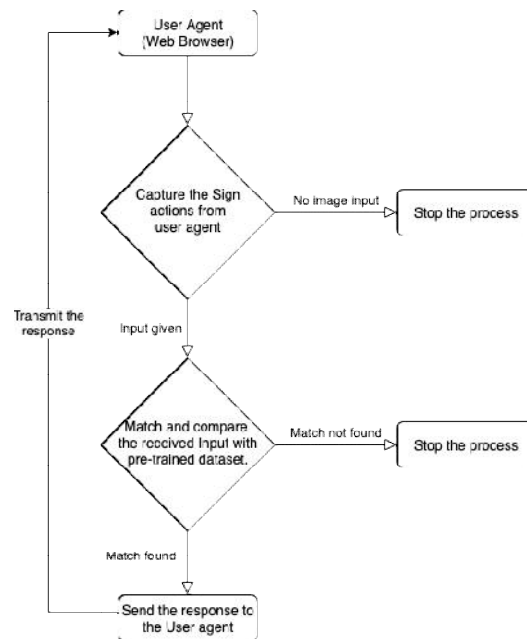 User Agent
(Web Browser)
Capture the Sign
actions from
user agent
No image input
Stop the process
Transmit the
response
Input given
Match and compare
the received Input with
pre-trained dataset.
Match not found
Stop the process
Match found
Send the response to
the User agent